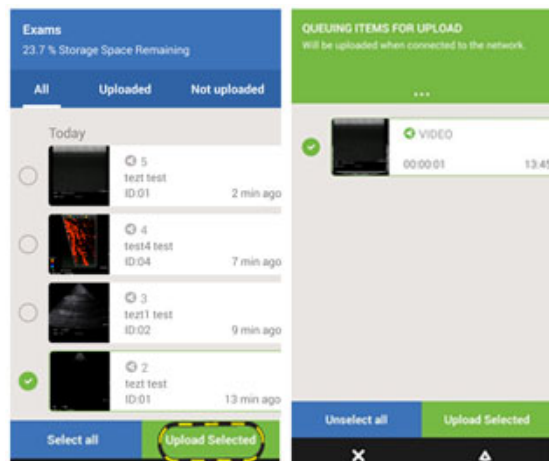 Exams
23.7 % Storage Space Remaining
All Uploaded Not uploaded
Today
5
tezt test
ID:01 2 min ago
4
test4 test
ID:04 7 min ago
3
tezt1 test
ID:02 9 min ago
2
tezt test
ID:01 13 min ago
Select all Upload Selected
QUEUING ITEMS FOR UPLOAD
Will be uploaded when connected to the network.
...
VIDEO
00:00:01 13:45
Unselect all Upload Selected